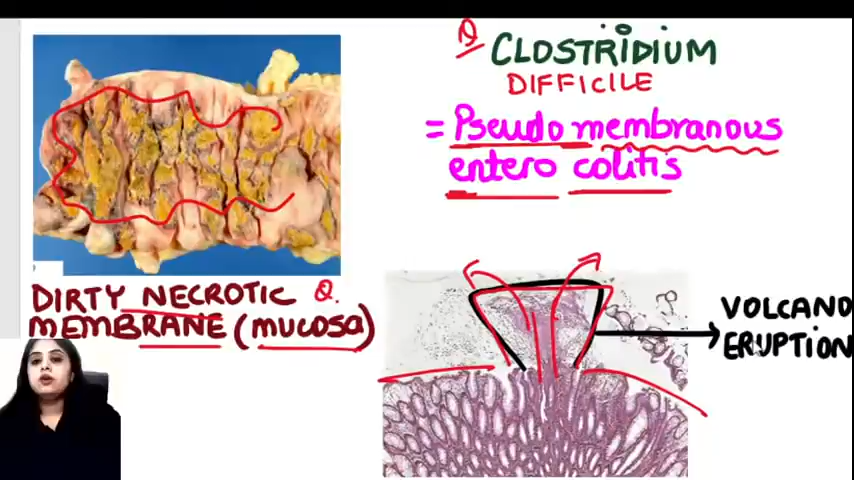 Q CLOSTRIDIUM
DIFFICILE
= Pseudo membranous
entero colitis
DIRTY NECROTIC Q.
MEMBRANE (mucosa)
VOLCANO
ERUPTION